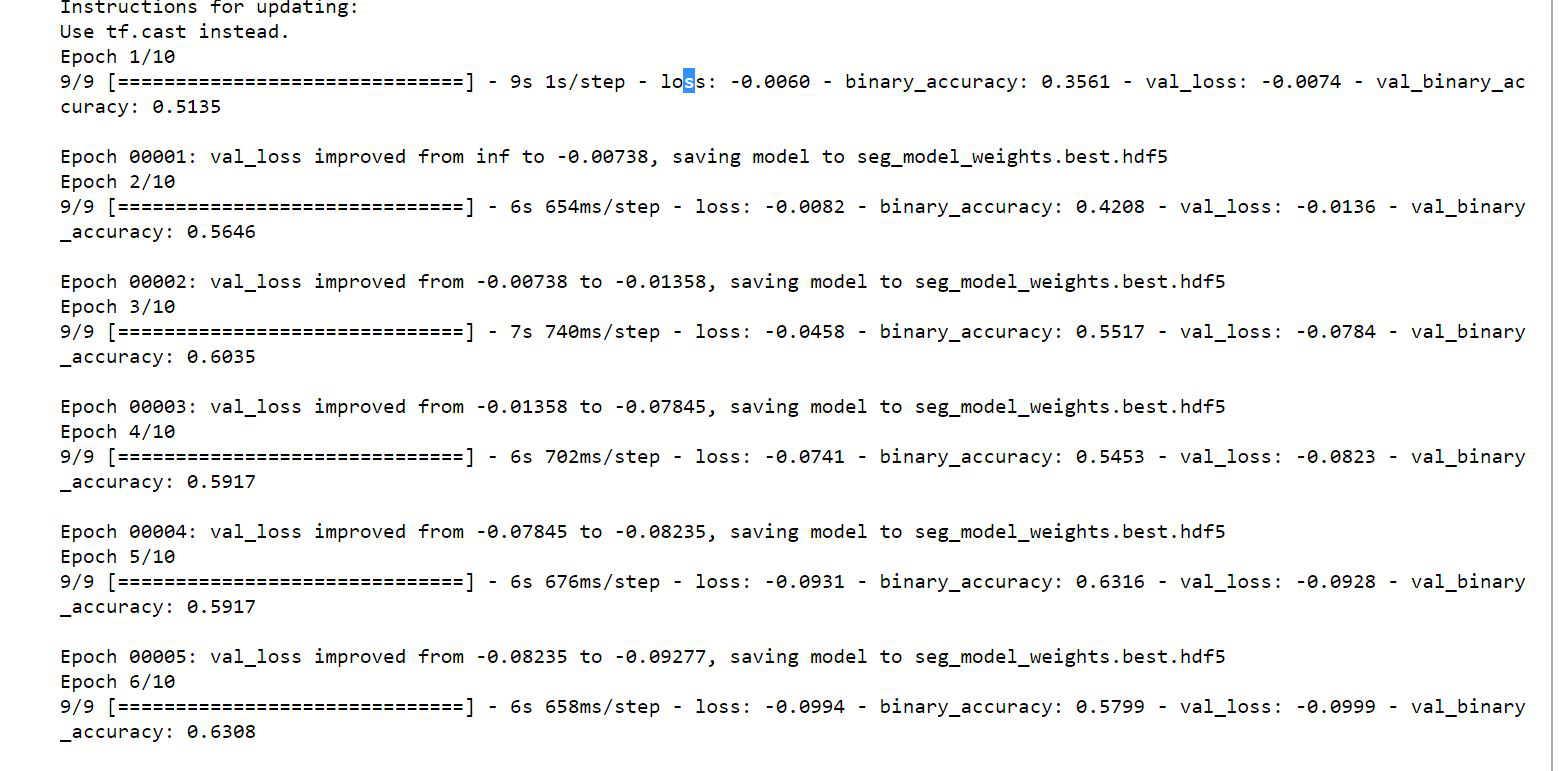 Instructions for updating:
Use tf.cast instead.
Epoch 1/10
9/9 [==============================] - 9s 1s/step - loss: -0.0060 - binary_accuracy: 0.3561 - val_loss: -0.0074 - val_binary_ac
curacy: 0.5135
Epoch 00001: val_loss improved from inf to -0.00738, saving model to seg_model_weights.best.hdf5
Epoch 2/10
9/9 [==============================] - 6s 654ms/step - loss: -0.0082 - binary_accuracy: 0.4208 - val_loss: -0.0136 - val_binary
_accuracy: 0.5646
Epoch 00002: val_loss improved from -0.00738 to -0.01358, saving model to seg_model_weights.best.hdf5
Epoch 3/10
9/9 [==============================] - 7s 740ms/step - loss: -0.0458 - binary_accuracy: 0.5517 - val_loss: -0.0784 - val_binary
_accuracy: 0.6035
Epoch 00003: val_loss improved from -0.01358 to -0.07845, saving model to seg_model_weights.best.hdf5
Epoch 4/10
9/9 [==============================] - 6s 702ms/step - loss: -0.0741 - binary_accuracy: 0.5453 - val_loss: -0.0823 - val_binary
_accuracy: 0.5917
Epoch 00004: val_loss improved from -0.07845 to -0.08235, saving model to seg_model_weights.best.hdf5
Epoch 5/10
9/9 [==============================] - 6s 676ms/step - loss: -0.0931 - binary_accuracy: 0.6316 - val_loss: -0.0928 - val_binary
_accuracy: 0.5917
Epoch 00005: val_loss improved from -0.08235 to -0.09277, saving model to seg_model_weights.best.hdf5
Epoch 6/10
9/9 [==============================] - 6s 658ms/step - loss: -0.0994 - binary_accuracy: 0.5799 - val_loss: -0.0999 - val_binary
_accuracy: 0.6308